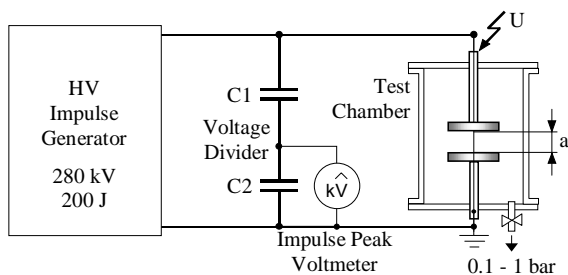 HV
Impulse
Generator
280 kV
200 J
C1
Voltage
Divider
C2
kV
Impulse Peak
Voltmeter
U
Test
Chamber
a
0.1 - 1 bar